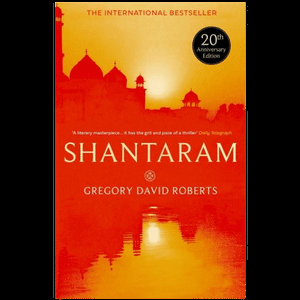 THE INTERNATIONAL BESTSELLER
20th
Anniversary
Edition
'A literary masterpiece... it has the grit and pace of a thriller' Daily Telegraph
SHANTARAM
GREGORY DAVID ROBERTS